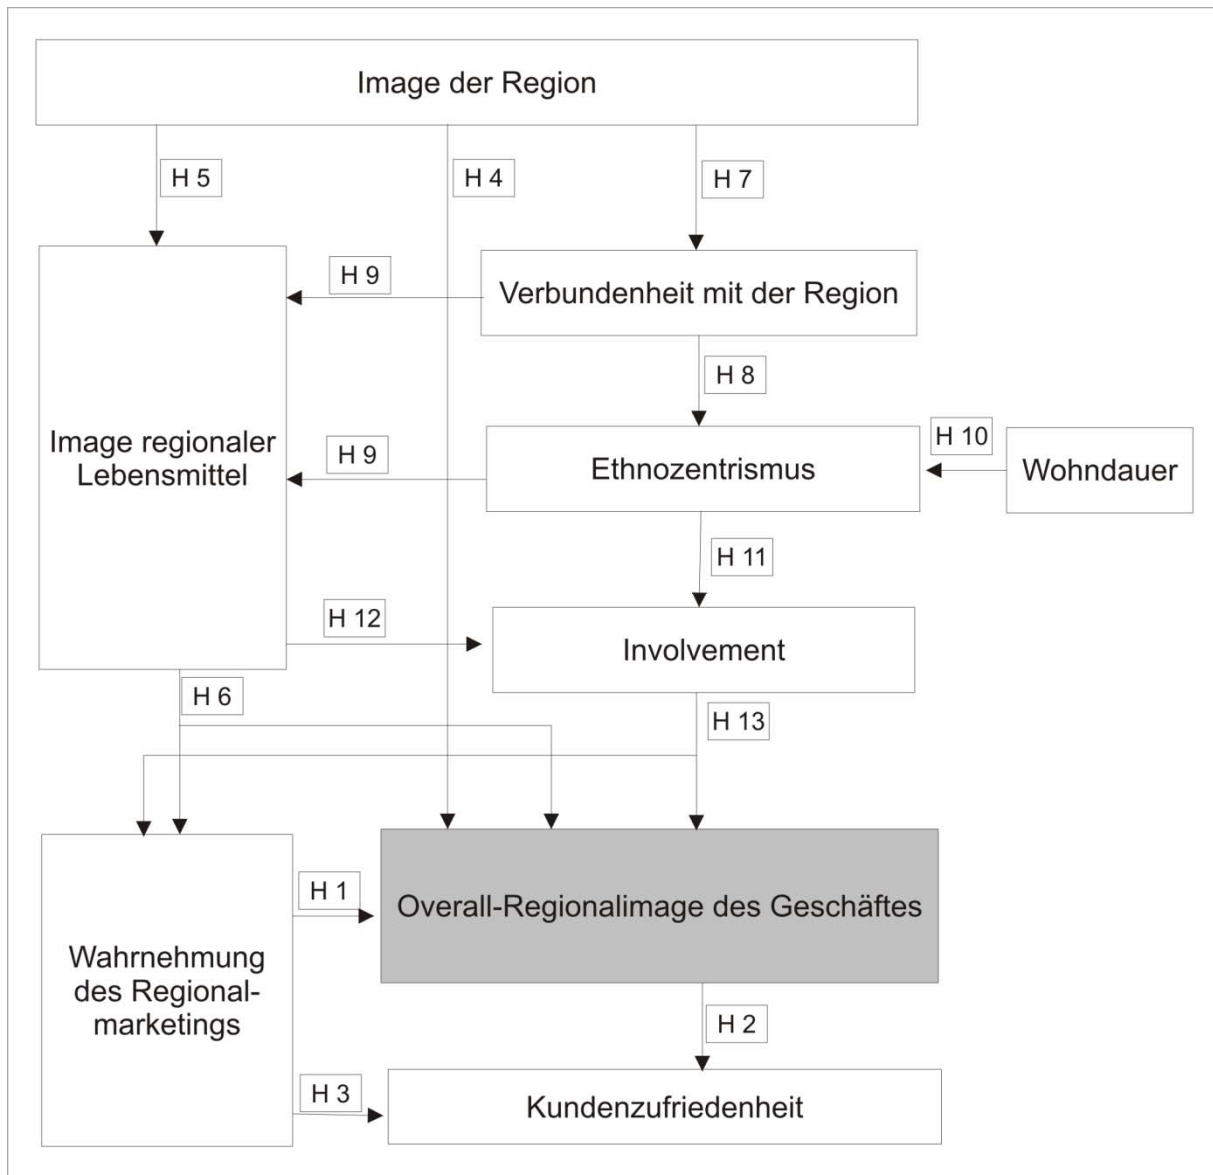 Image der Region
H 5
H 4
H 7
H 9
Verbundenheit mit der Region
H 8
Image regionaler
Lebensmittel
H 9
Ethnozentrismus
H 10
Wohndauer
H 11
H 12
Involvement
H 6
H 13
Wahrnehmung
des Regional-
marketings
H 1
Overall-Regionalimage des Geschäftes
H 2
H 3
Kundenzufriedenheit